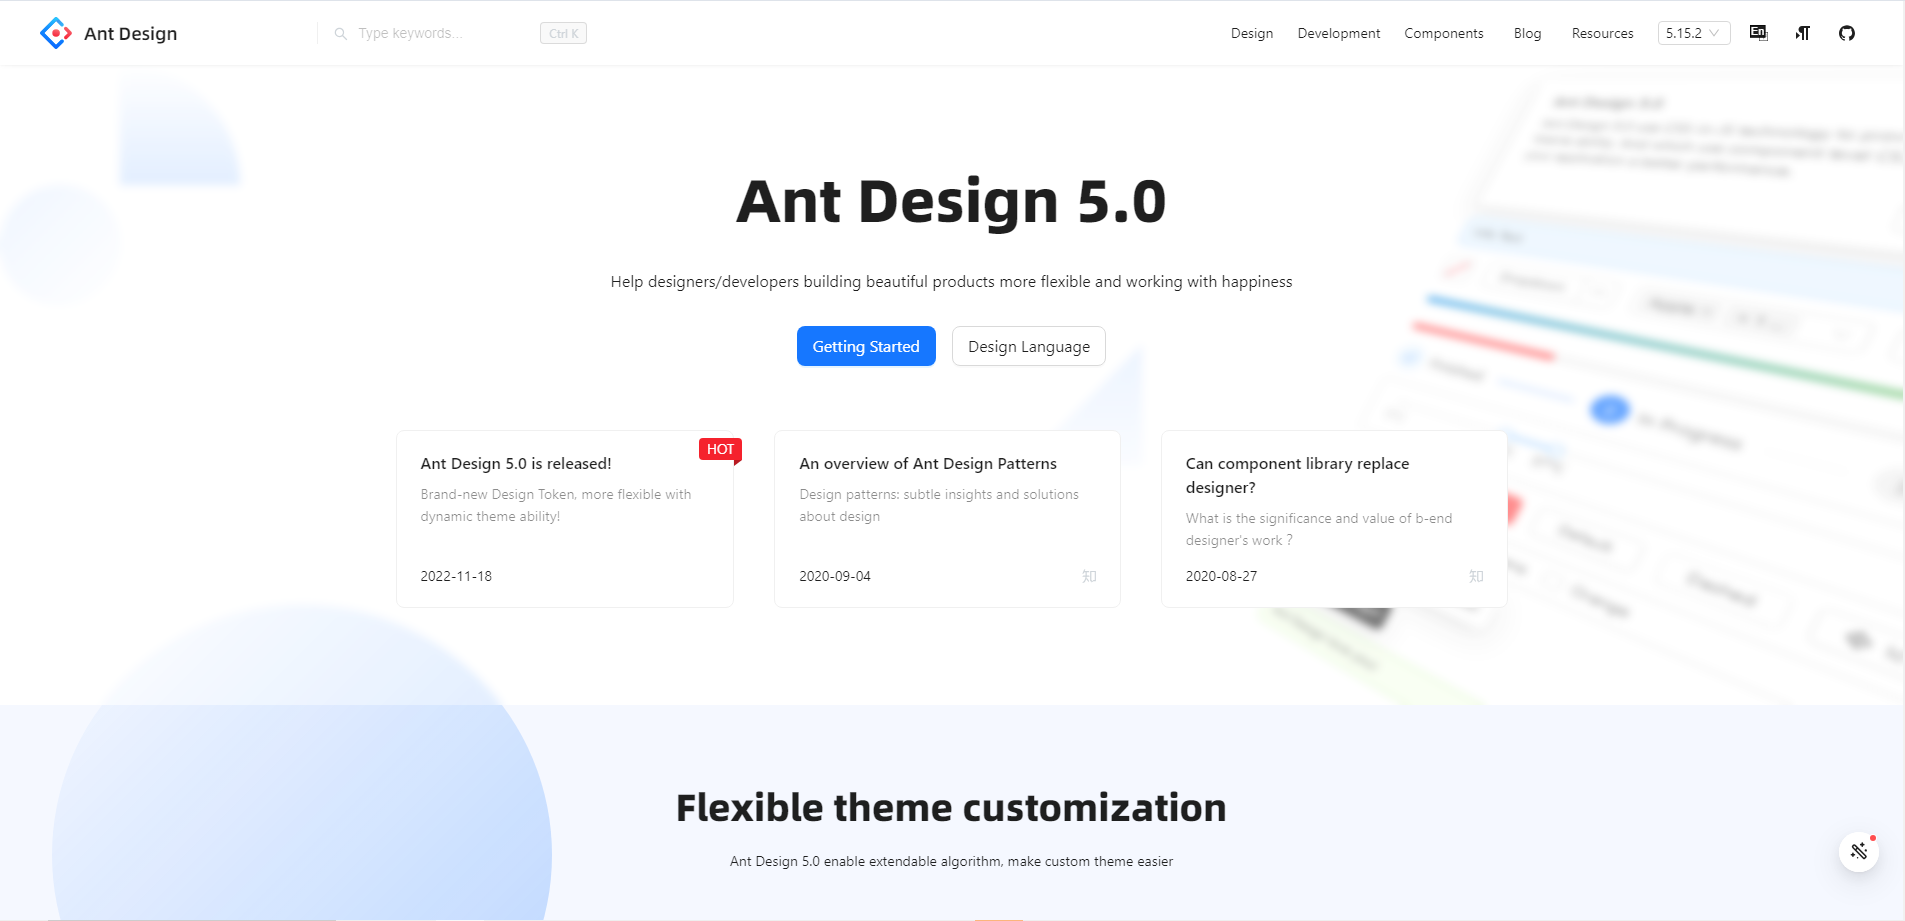 Ant Design
Type keywords...
Ctrl K
Design
Development
Components
Blog
Resources
5.15.2
En
Ant Design 5.0
Help designers/developers building beautiful products more flexible and working with happiness
Getting Started
Design Language
HOT
Ant Design 5.0 is released!
Brand-new Design Token, more flexible with
dynamic theme ability!
2022-11-18
An overview of Ant Design Patterns
Design patterns: subtle insights and solutions
about design
2020-09-04
知
Can component library replace
designer?
What is the significance and value of b-end
designer's work？
2020-08-27
知
Flexible theme customization
Ant Design 5.0 enable extendable algorithm, make custom theme easier